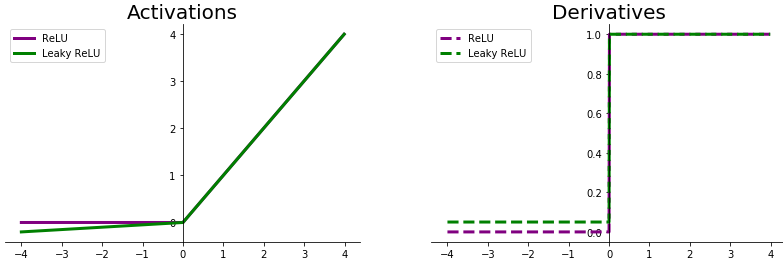 Activations
ReLU
Leaky ReLU
4
3
2
1
0
−4 −3 −2 −1 0 1 2 3 4
Derivatives
ReLU
Leaky ReLU
1.0
0.8
0.6
0.4
0.2
0.0
−4 −3 −2 −1 0 1 2 3 4